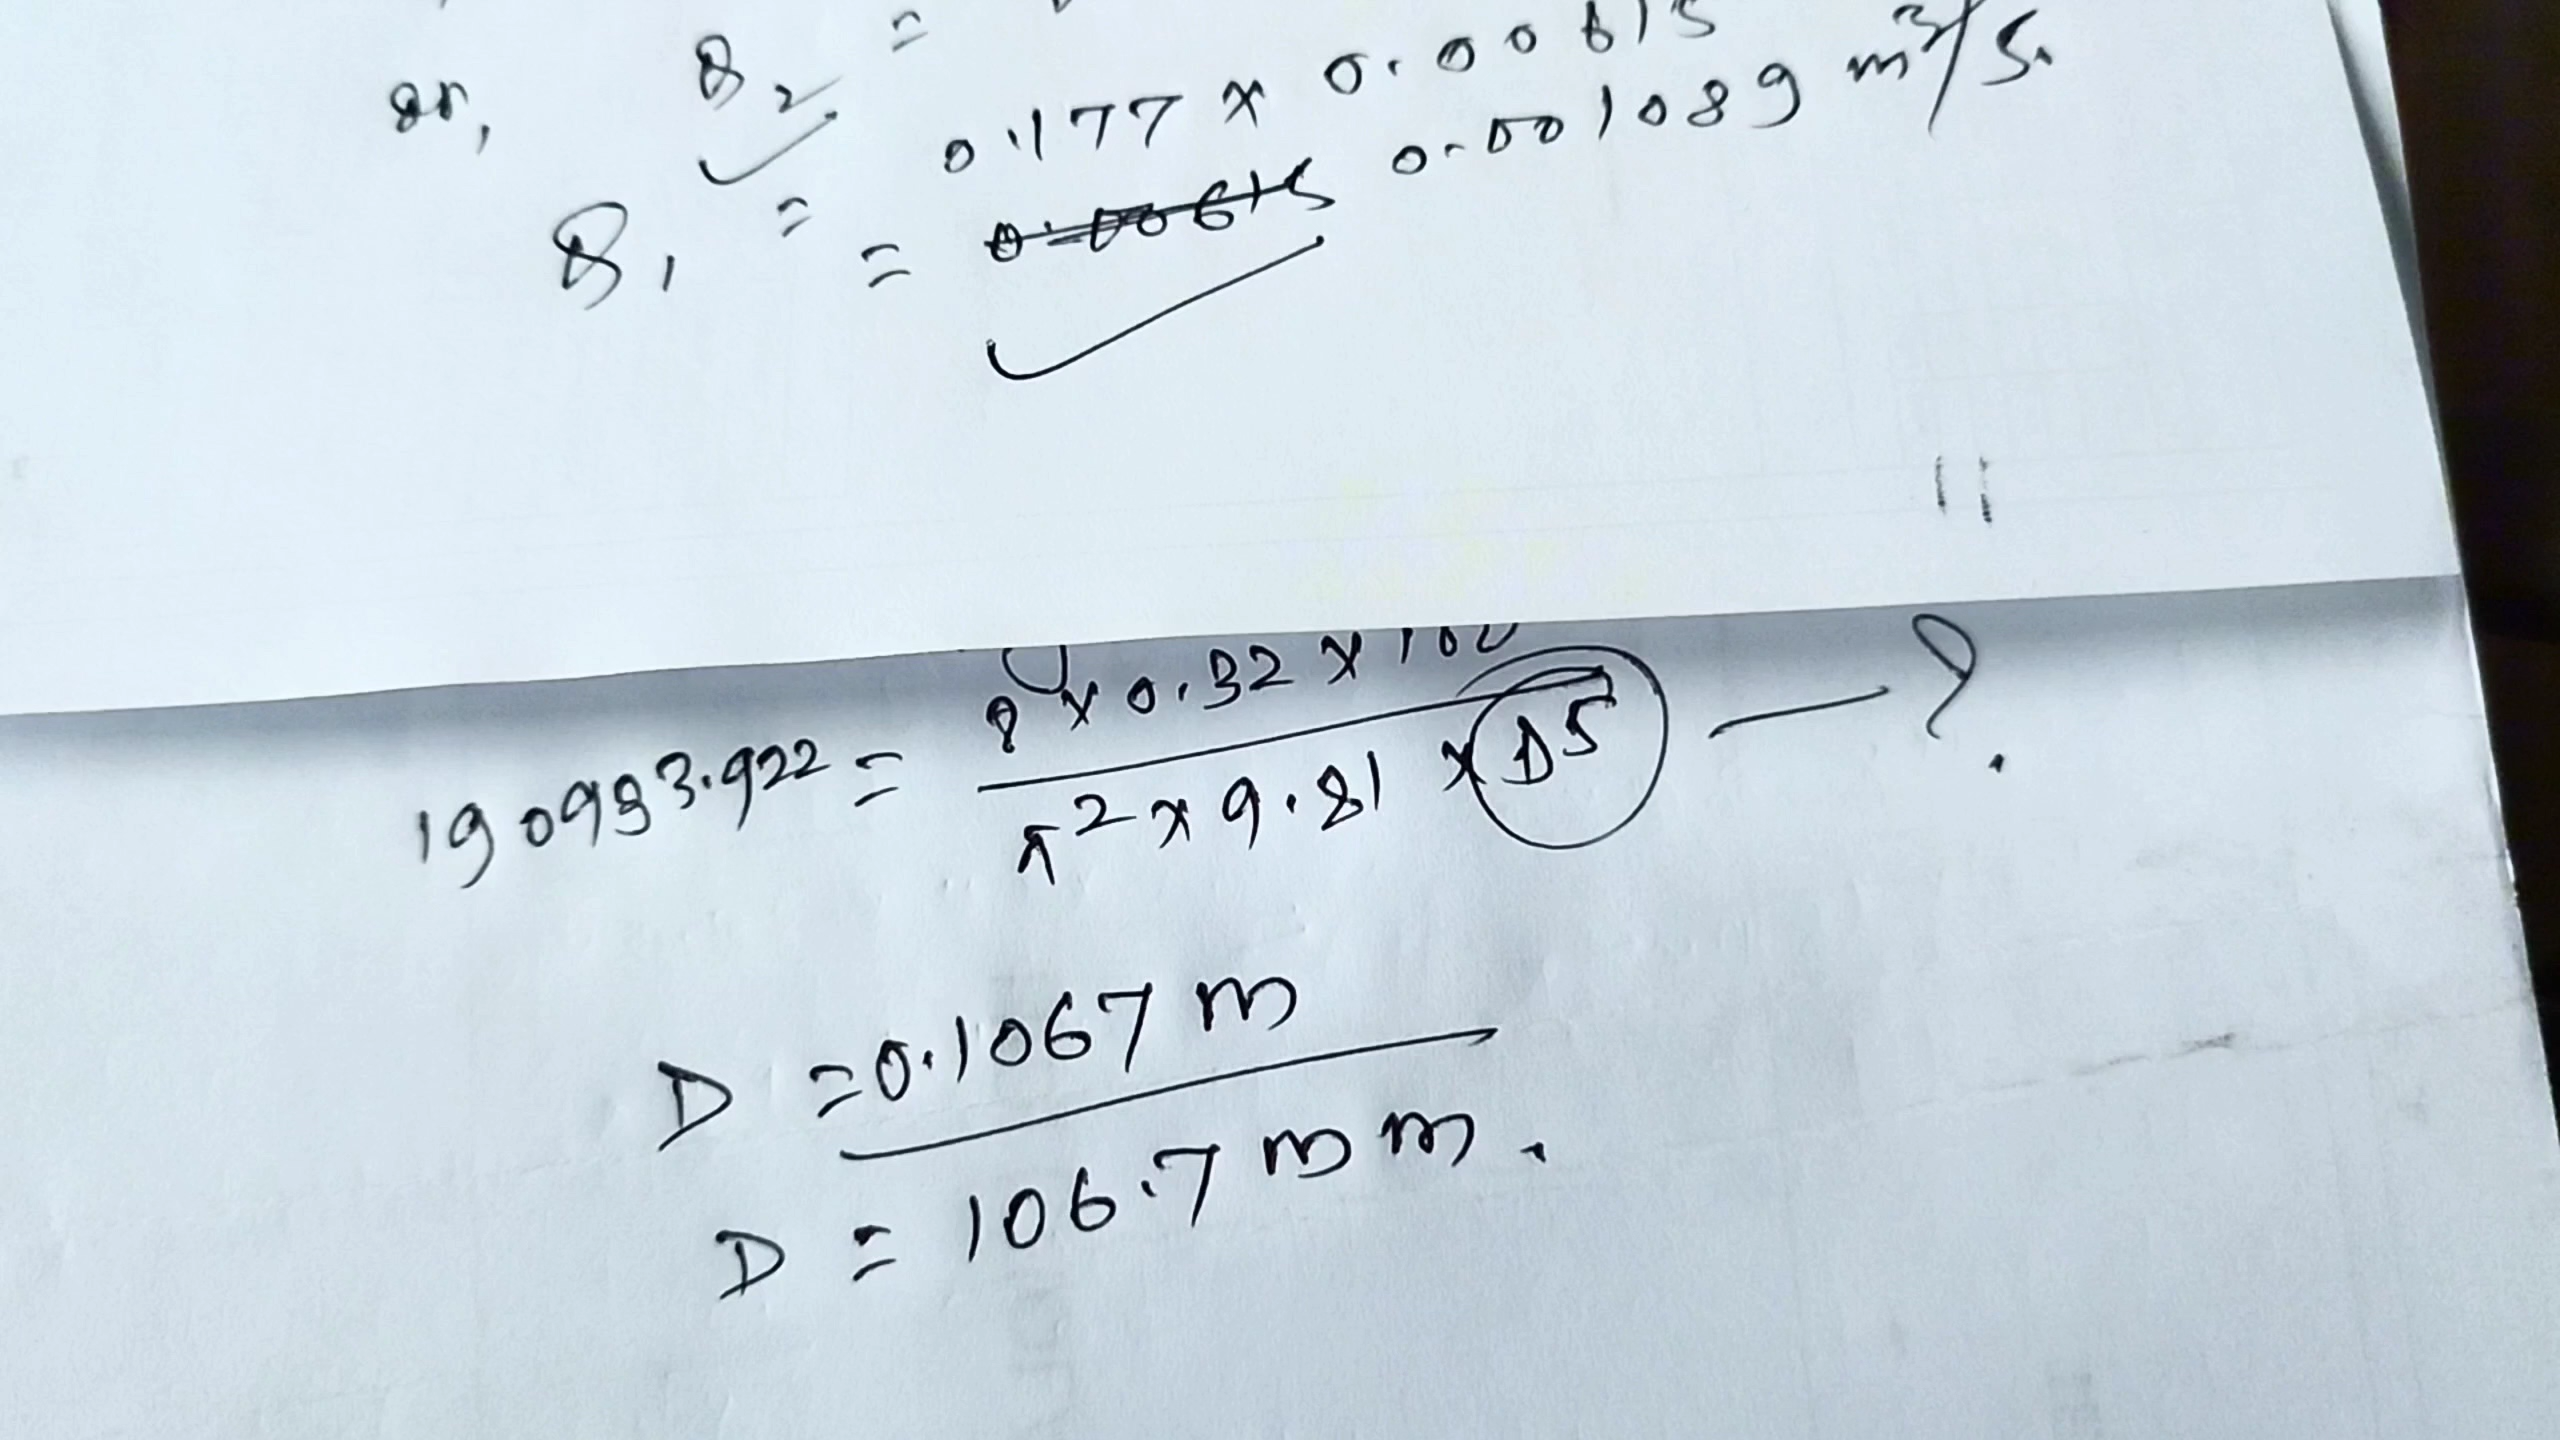 or, Q₂ =
Q₁ = 0.177 x 0.00615
= 0.00615 0.001089 m³/s.
190983.922 = 8 x 0.32 x 100 / π² x 9.81 x D5 — ?
D = 0.1067 m
D = 106.7 mm.